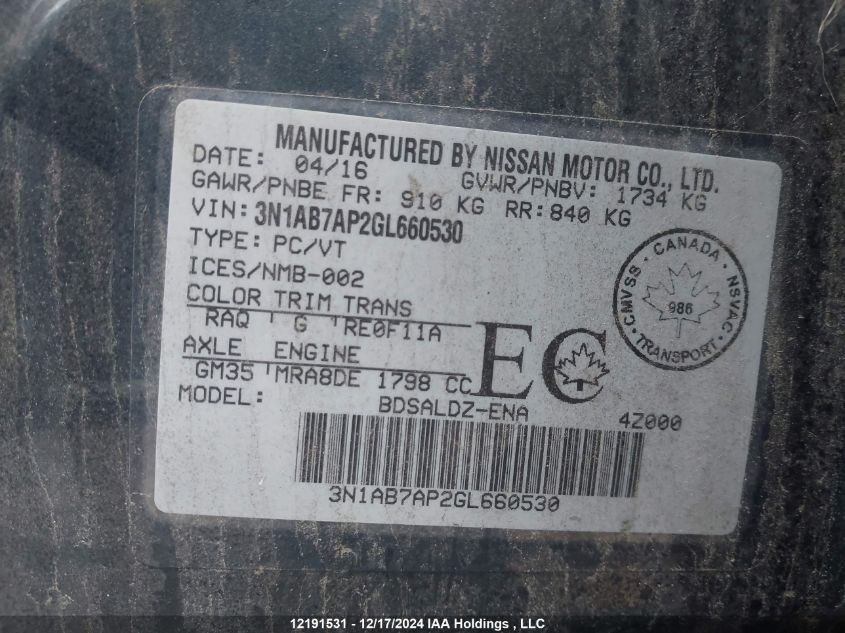 MANUFACTURED BY NISSAN MOTOR CO., LTD.
DATE: 04/16 GVWR/PNBV: 1734 KG
GAWR/PNBE FR: 910 KG RR: 840 KG
VIN: 3N1AB7AP2GL660530
TYPE: PC/VT
ICES/NMB-002
COLOR TRIM TRANS
RAQ G RE0F11A
AXLE ENGINE
GM35 MRA8DE 1798 CC
EC
CMVSS · CANADA · NSVAC · TRANSPORT ·
986
MODEL: BDSALDZ-ENA 4Z000
3N1AB7AP2GL660530
12191531 - 12/17/2024 IAA Holdings , LLC